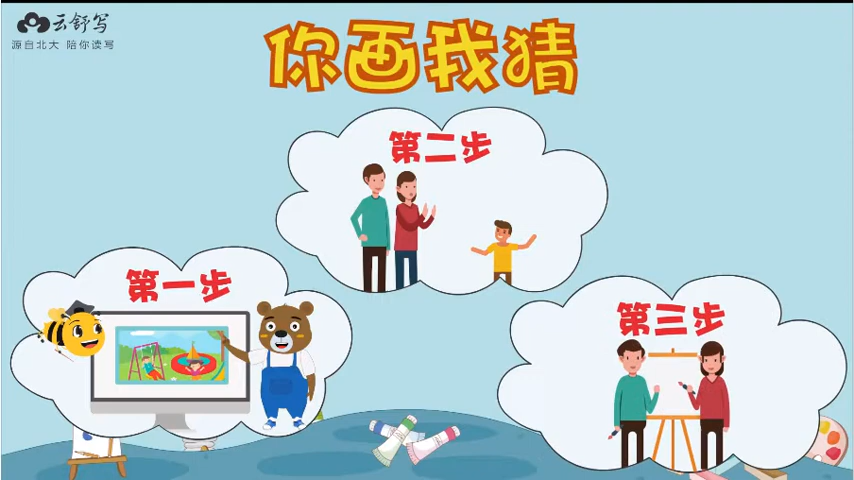 云舒写
源自北大 陪你读写
你画我猜
第二步
第一步
第三步